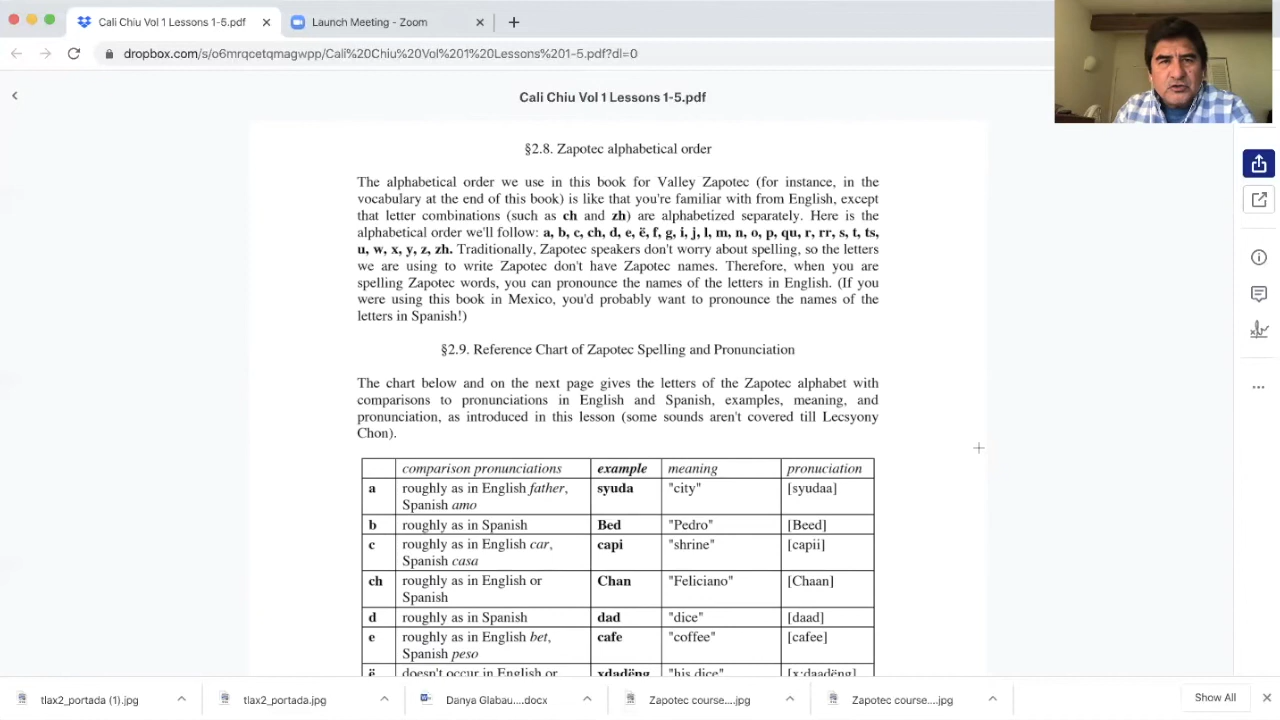 Cali Chiu Vol 1 Lessons 1-5.pdf
Launch Meeting - Zoom
dropbox.com/s/o6mrqcetqmagwpp/Cali%20Chiu%20Vol%201%20Lessons%201-5.pdf?dl=0
Cali Chiu Vol 1 Lessons 1-5.pdf
§2.8. Zapotec alphabetical order
The alphabetical order we use in this book for Valley Zapotec (for instance, in the
vocabulary at the end of this book) is like that you're familiar with from English, except
that letter combinations (such as ch and zh) are alphabetized separately. Here is the
alphabetical order we'll follow: a, b, c, ch, d, e, ë, f, g, i, j, l, m, n, o, p, qu, r, rr, s, t, ts,
u, w, x, y, z, zh. Traditionally, Zapotec speakers don't worry about spelling, so the letters
we are using to write Zapotec don't have Zapotec names. Therefore, when you are
spelling Zapotec words, you can pronounce the names of the letters in English. (If you
were using this book in Mexico, you'd probably want to pronounce the names of the
letters in Spanish!)
§2.9. Reference Chart of Zapotec Spelling and Pronunciation
The chart below and on the next page gives the letters of the Zapotec alphabet with
comparisons to pronunciations in English and Spanish, examples, meaning, and
pronunciation, as introduced in this lesson (some sounds aren't covered till Lecsyony
Chon).
comparison pronunciations example meaning pronuciation
a roughly as in English father, syuda "city" [syudaa]
Spanish amo
b roughly as in Spanish Bed "Pedro" [Beed]
c roughly as in English car, capi "shrine" [capii]
Spanish casa
ch roughly as in English or Chan "Feliciano" [Chaan]
Spanish
d roughly as in Spanish dad "dice" [daad]
e roughly as in English bet, cafe "coffee" [cafee]
Spanish peso
ë doesn't occur in English or xdadëng "his dice" [x:daadëng]
tlax2_portada (1).jpg
tlax2_portada.jpg
Danya Glabau....docx
Zapotec course....jpg
Zapotec course....jpg
Show All